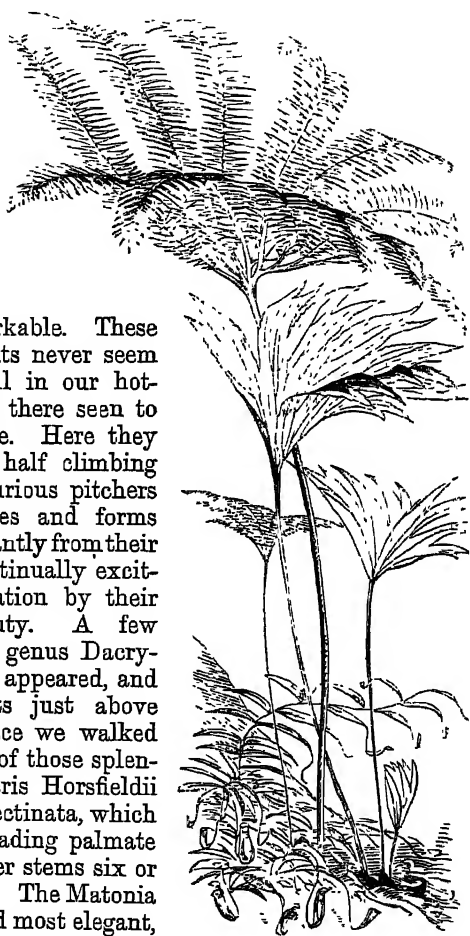 rkable. These
ts never seem
l in our hot-
there seen to
e. Here they
half climbing
urious pitchers
es and forms
antly from their
tinually excit-
ation by their
uty. A few
genus Dacry-
appeared, and
ts just above
ce we walked
of those splen-
ris Horsfieldii
ectinata, which
ading palmate
er stems six or
The Matonia
d most elegant,